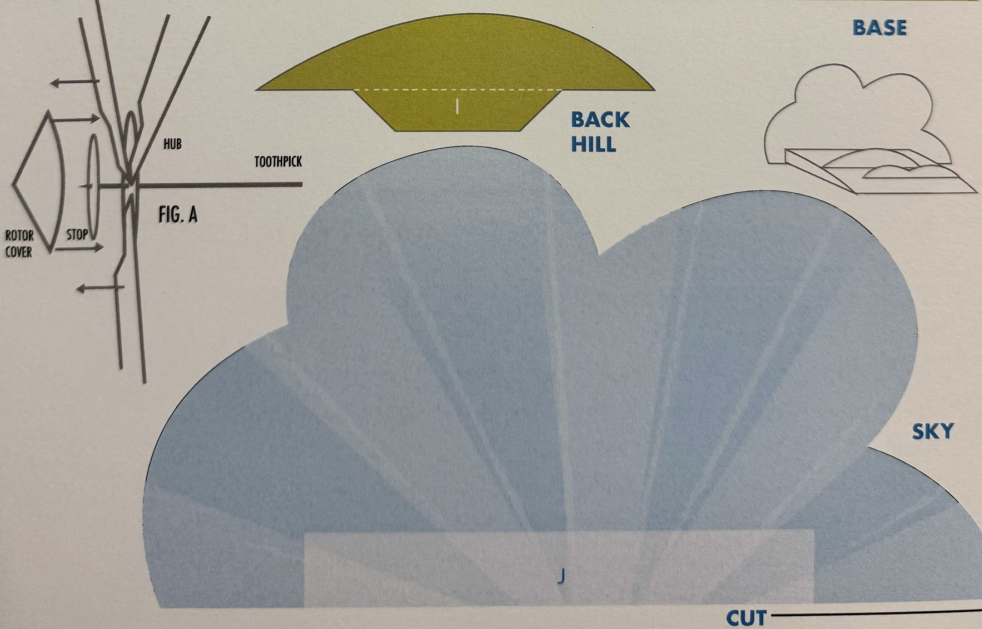 BASE
I
BACK
HILL
HUB
TOOTHPICK
FIG. A
ROTOR
COVER
STOP
SKY
J
CUT